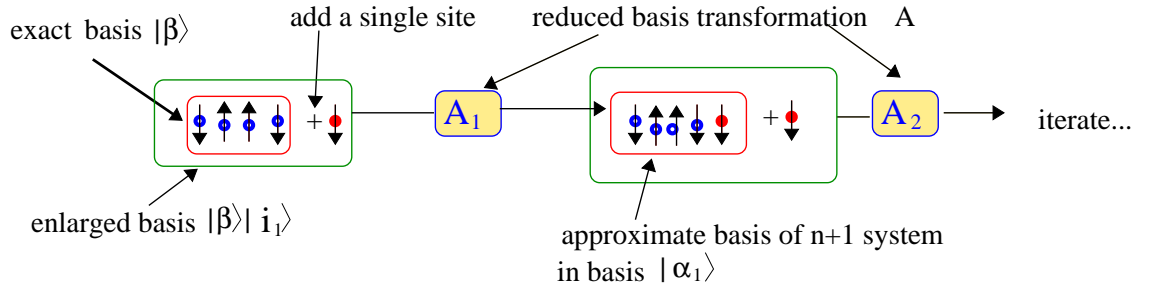 add a single site
reduced basis transformation A
exact basis |β⟩
+
A₁
+
A₂
iterate...
enlarged basis |β⟩| i₁⟩
approximate basis of n+1 system
in basis |α₁⟩